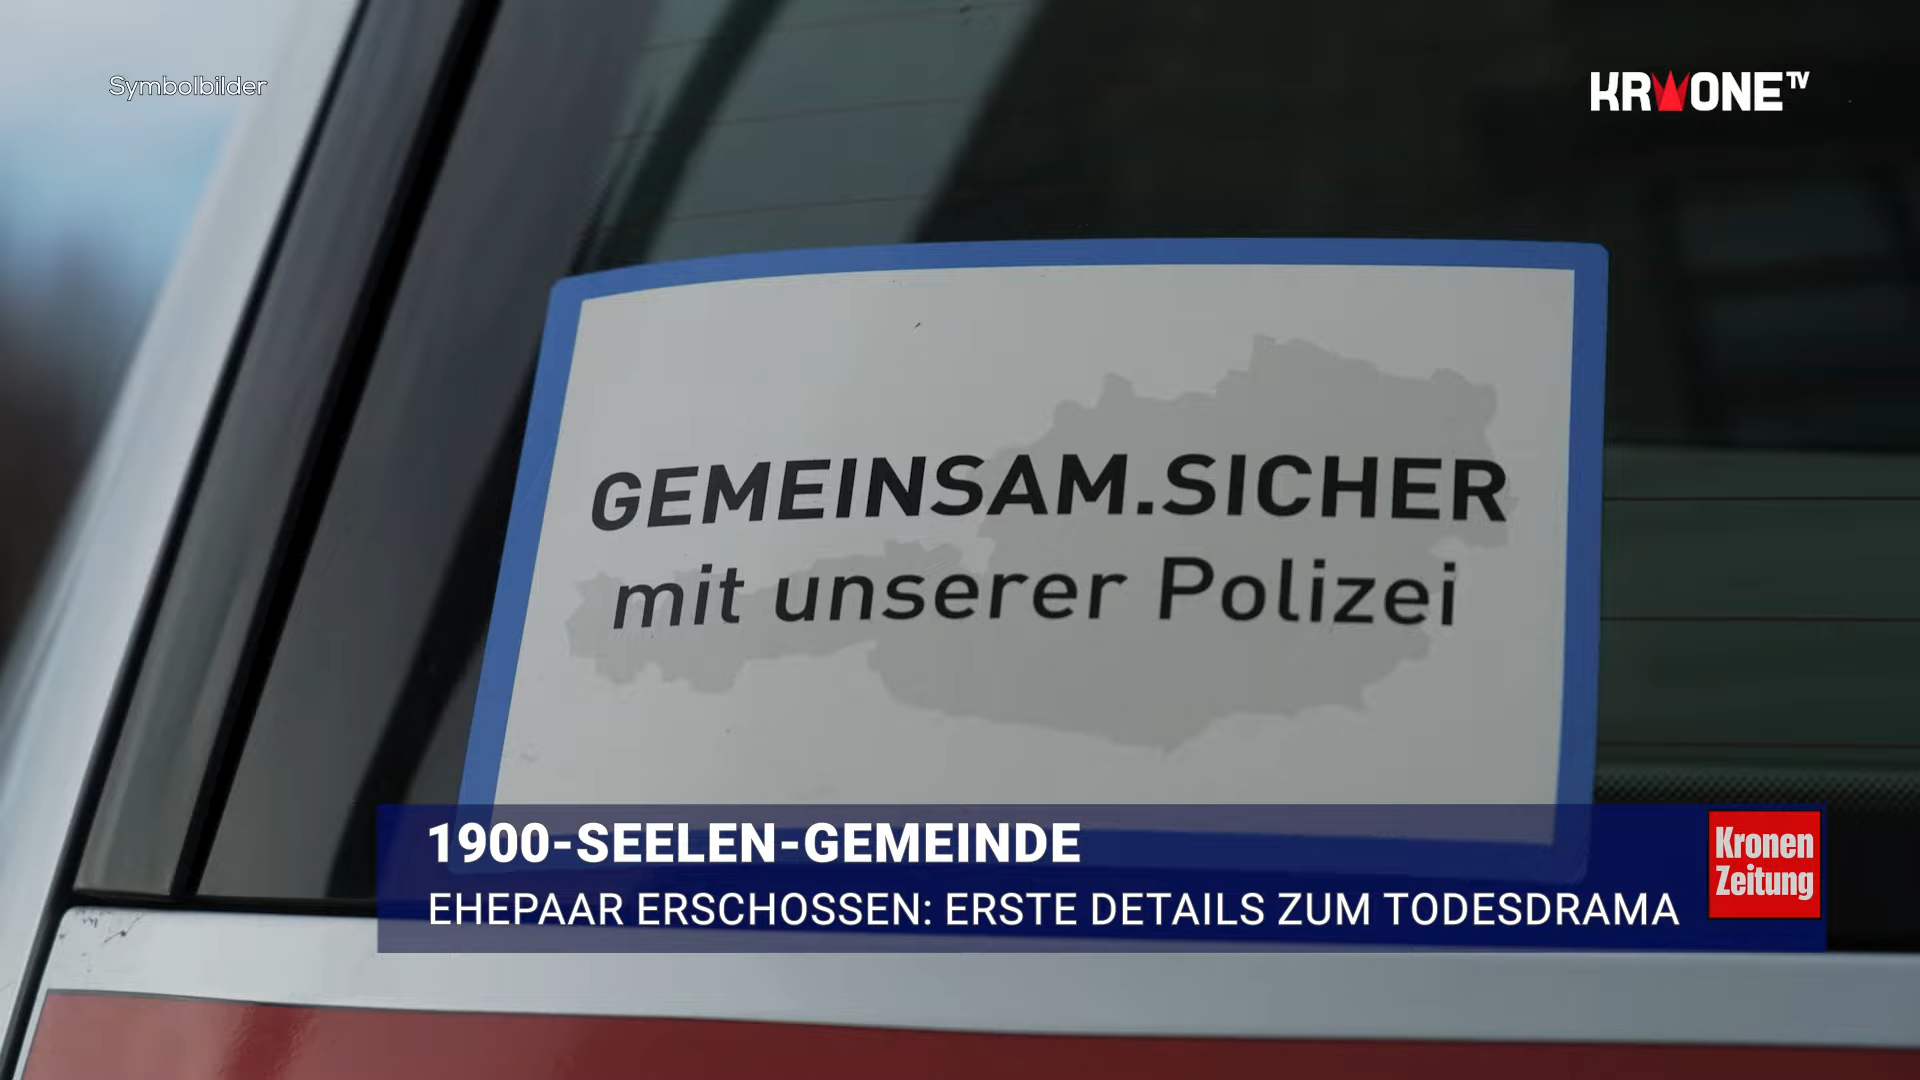 Symbolbilder
KRONE TV
GEMEINSAM.SICHER
mit unserer Polizei
1900-SEELEN-GEMEINDE
EHEPAAR ERSCHOSSEN: ERSTE DETAILS ZUM TODESDRAMA
Kronen
Zeitung